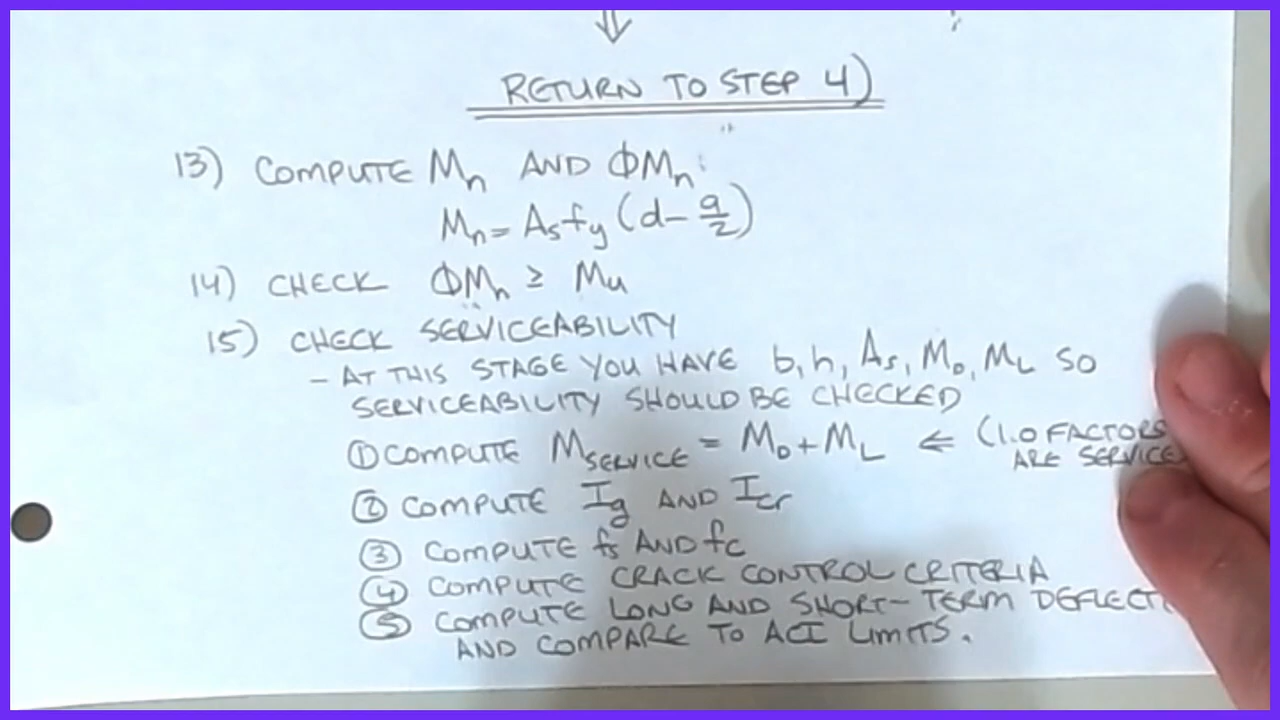 RETURN TO STEP 4)
13) COMPUTE Mn AND ΦMn:
Mn = As fy (d - a/2)
14) CHECK ΦMn ≥ Mu
15) CHECK SERVICEABILITY
- AT THIS STAGE YOU HAVE b, h, As, MD, ML SO
SERVICEABILITY SHOULD BE CHECKED
① COMPUTE MSERVICE = MD + ML ⇐ (1.0 FACTORS
ARE SERVICE
② COMPUTE Ig AND Icr
③ COMPUTE fs AND fc
④ COMPUTE CRACK CONTROL CRITERIA
⑤ COMPUTE LONG AND SHORT-TERM DEFLECT
AND COMPARE TO ACI LIMITS.